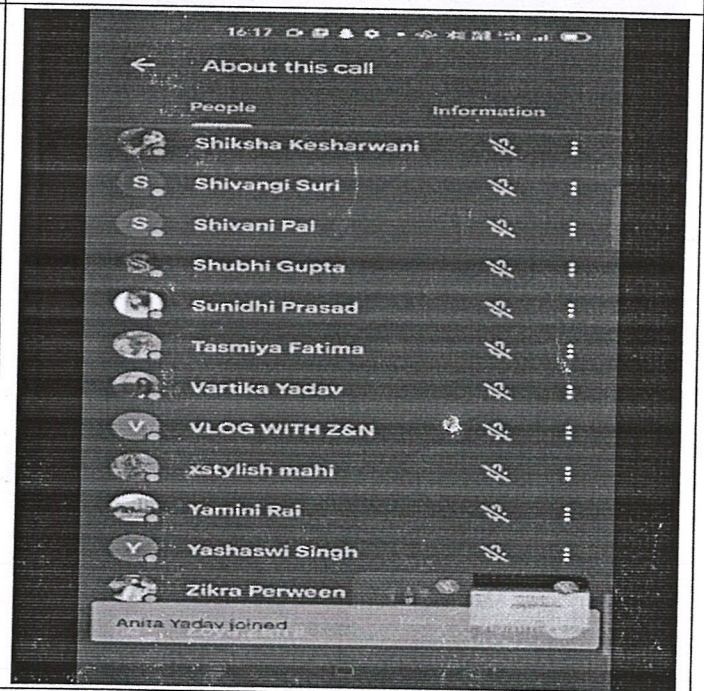 16:17
About this call
People Information
Shiksha Kesharwani
S Shivangi Suri
S Shivani Pal
S Shubhi Gupta
Sunidhi Prasad
Tasmiya Fatima
Vartika Yadav
V VLOG WITH Z&N
xstylish mahi
Yamini Rai
Y Yashaswi Singh
Zikra Perween
Anita Yadav joined